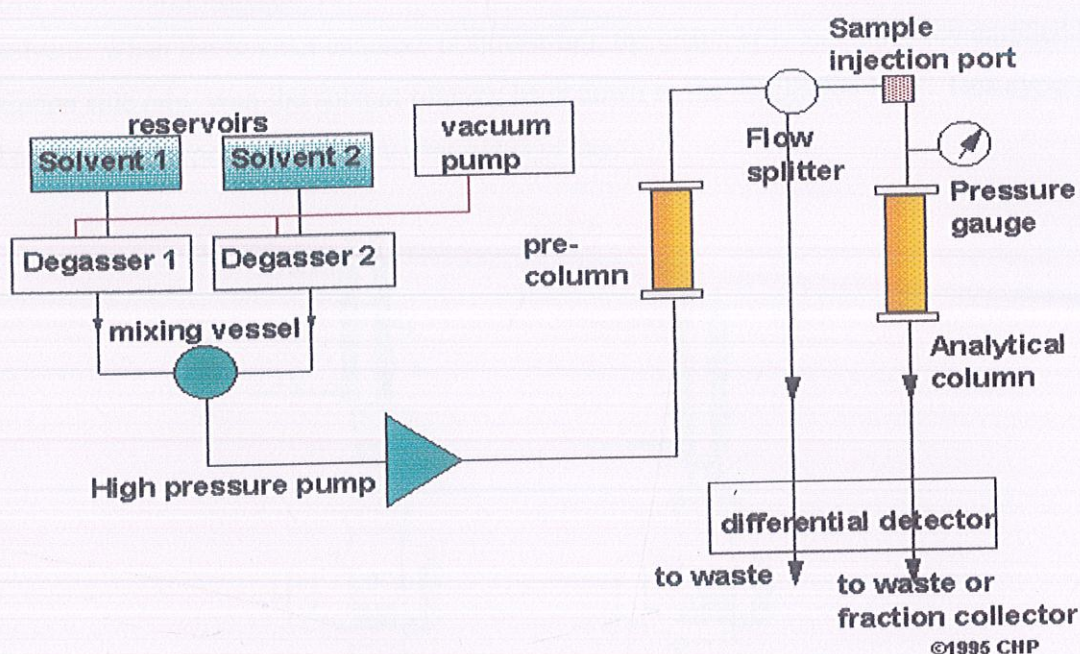 Sample
injection port
reservoirs
Solvent 1
Solvent 2
vacuum
pump
Flow
splitter
Pressure
gauge
Degasser 1
Degasser 2
pre-
column
mixing vessel
Analytical
column
High pressure pump
differential detector
to waste
to waste or
fraction collector
©1995 CHP